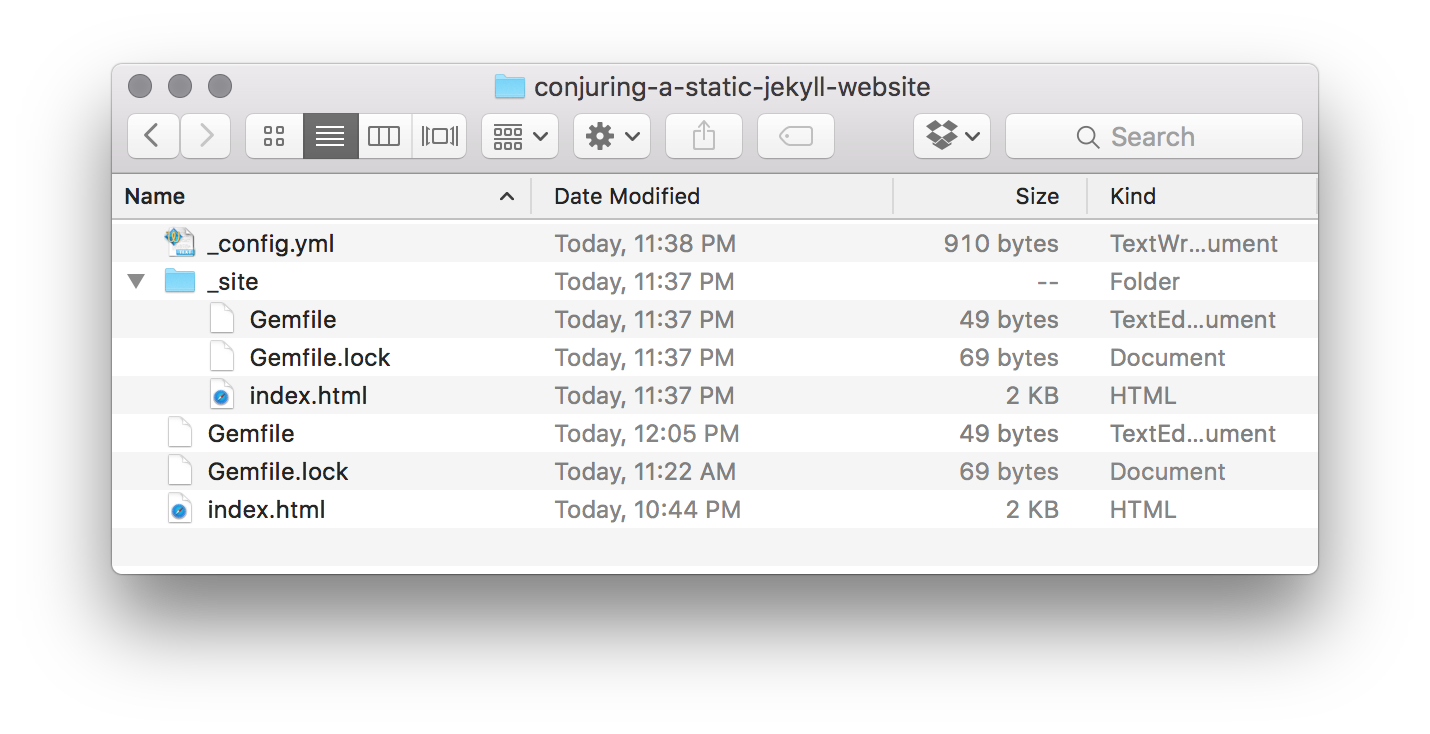 conjuring-a-static-jekyll-website
Search
Name Date Modified Size Kind
_config.yml Today, 11:38 PM 910 bytes TextWr...ument
_site Today, 11:37 PM -- Folder
Gemfile Today, 11:37 PM 49 bytes TextEd...ument
Gemfile.lock Today, 11:37 PM 69 bytes Document
index.html Today, 11:37 PM 2 KB HTML
Gemfile Today, 12:05 PM 49 bytes TextEd...ument
Gemfile.lock Today, 11:22 AM 69 bytes Document
index.html Today, 10:44 PM 2 KB HTML